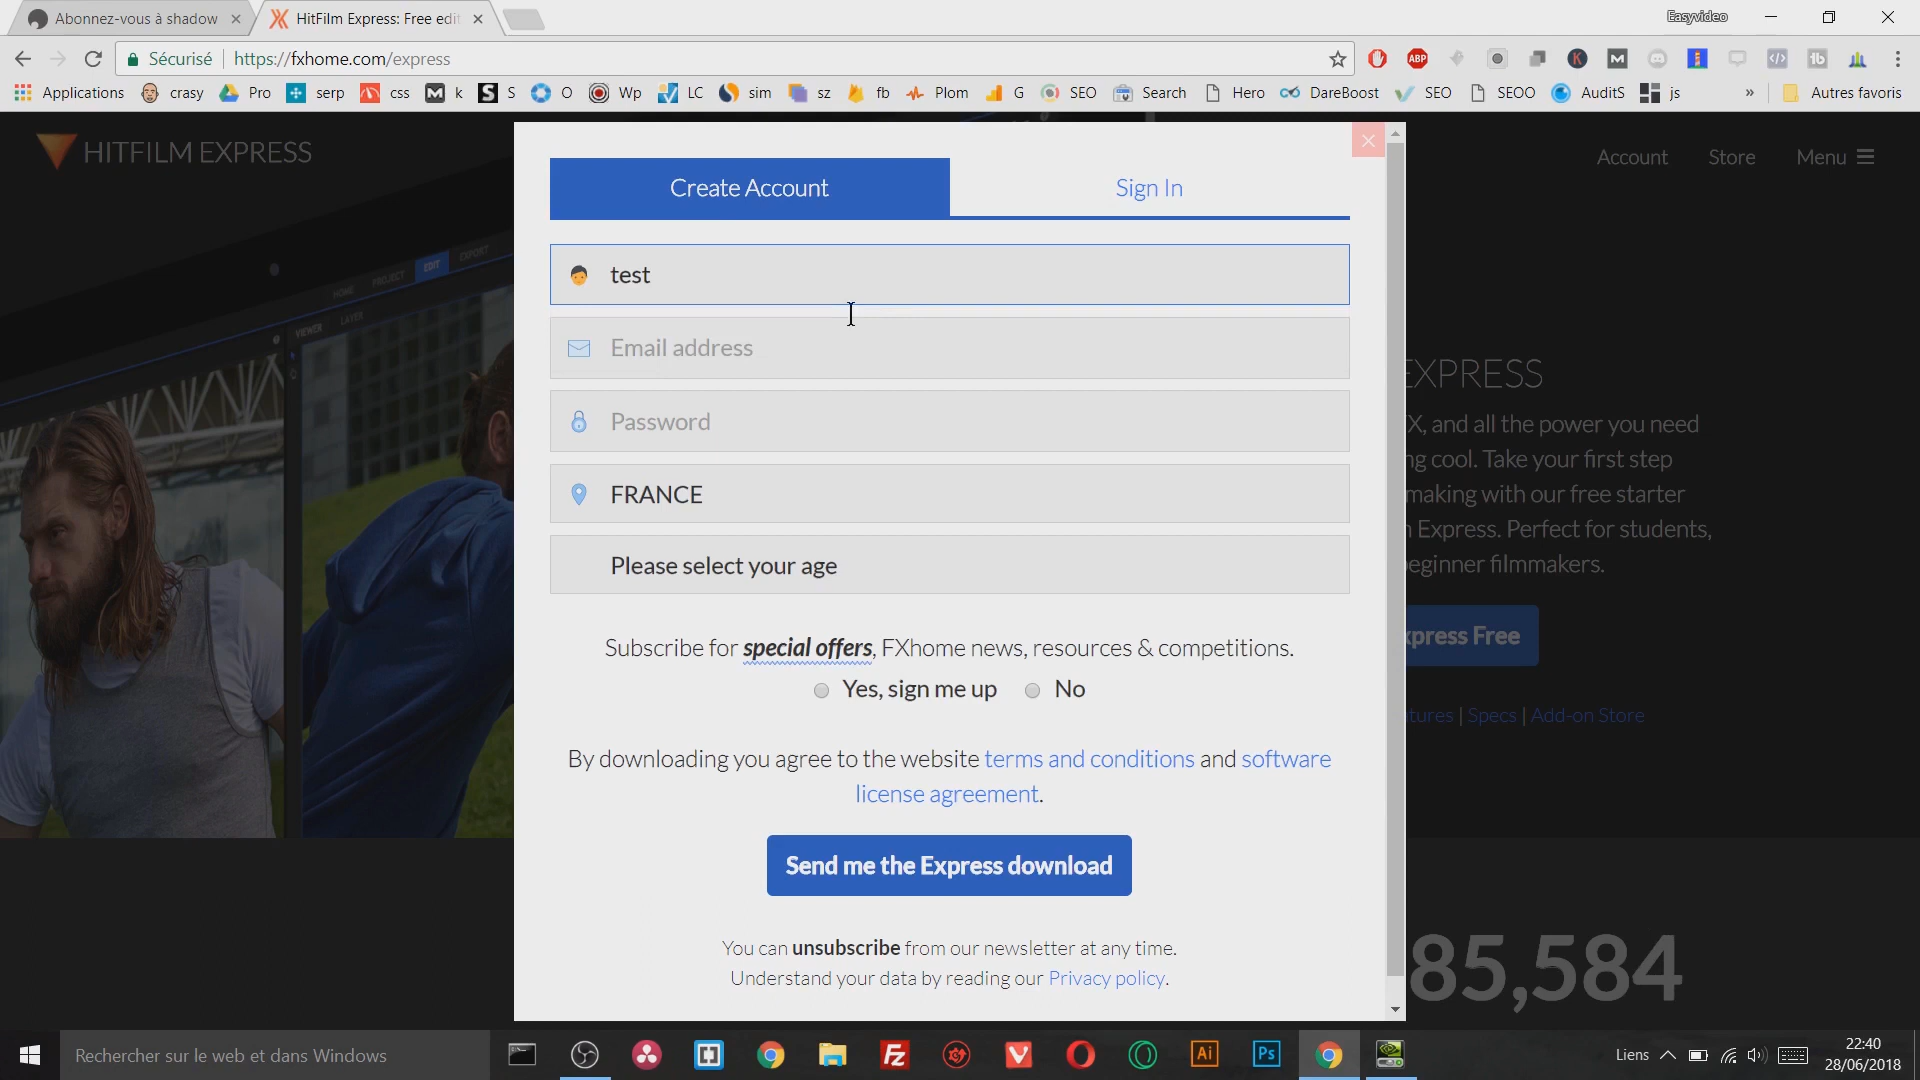 Abonnez-vous à shadow
HitFilm Express: Free edit
Easyvideo
Sécurisé
https://fxhome.com/express
Applications crasy Pro serp css k S O Wp LC sim sz fb Plom G SEO Search Hero DareBoost SEO SEOO AuditS js » Autres favoris
HITFILM EXPRESS
Account Store Menu
Create Account
Sign In
test
Email address
Password
FRANCE
Please select your age
Subscribe for special offers, FXhome news, resources & competitions.
Yes, sign me up No
By downloading you agree to the website terms and conditions and software
license agreement.
Send me the Express download
You can unsubscribe from our newsletter at any time.
Understand your data by reading our Privacy policy.
HOME PROJECT EDIT EXPORT
VIEWER LAYER
EXPRESS
X, and all the power you need
ng cool. Take your first step
making with our free starter
Express. Perfect for students,
eginner filmmakers.
xpress Free
tures | Specs | Add-on Store
85,584
Rechercher sur le web et dans Windows
Liens
22:40
28/06/2018